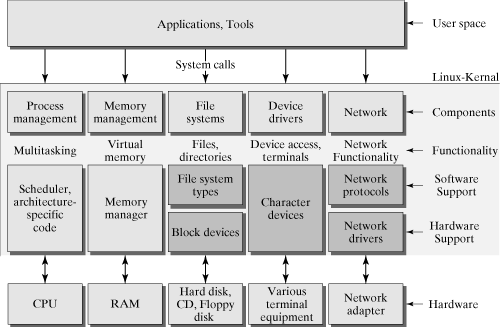 Applications, Tools
User space
System calls
Linux-Kernal
Process management
Memory management
File systems
Device drivers
Network
Components
Multitasking
Virtual memory
Files, directories
Device access, terminals
Network Functionality
Functionality
Scheduler, architecture-specific code
Memory manager
File system types
Character devices
Network protocols
Software Support
Block devices
Network drivers
Hardware Support
CPU
RAM
Hard disk, CD, Floppy disk
Various terminal equipment
Network adapter
Hardware